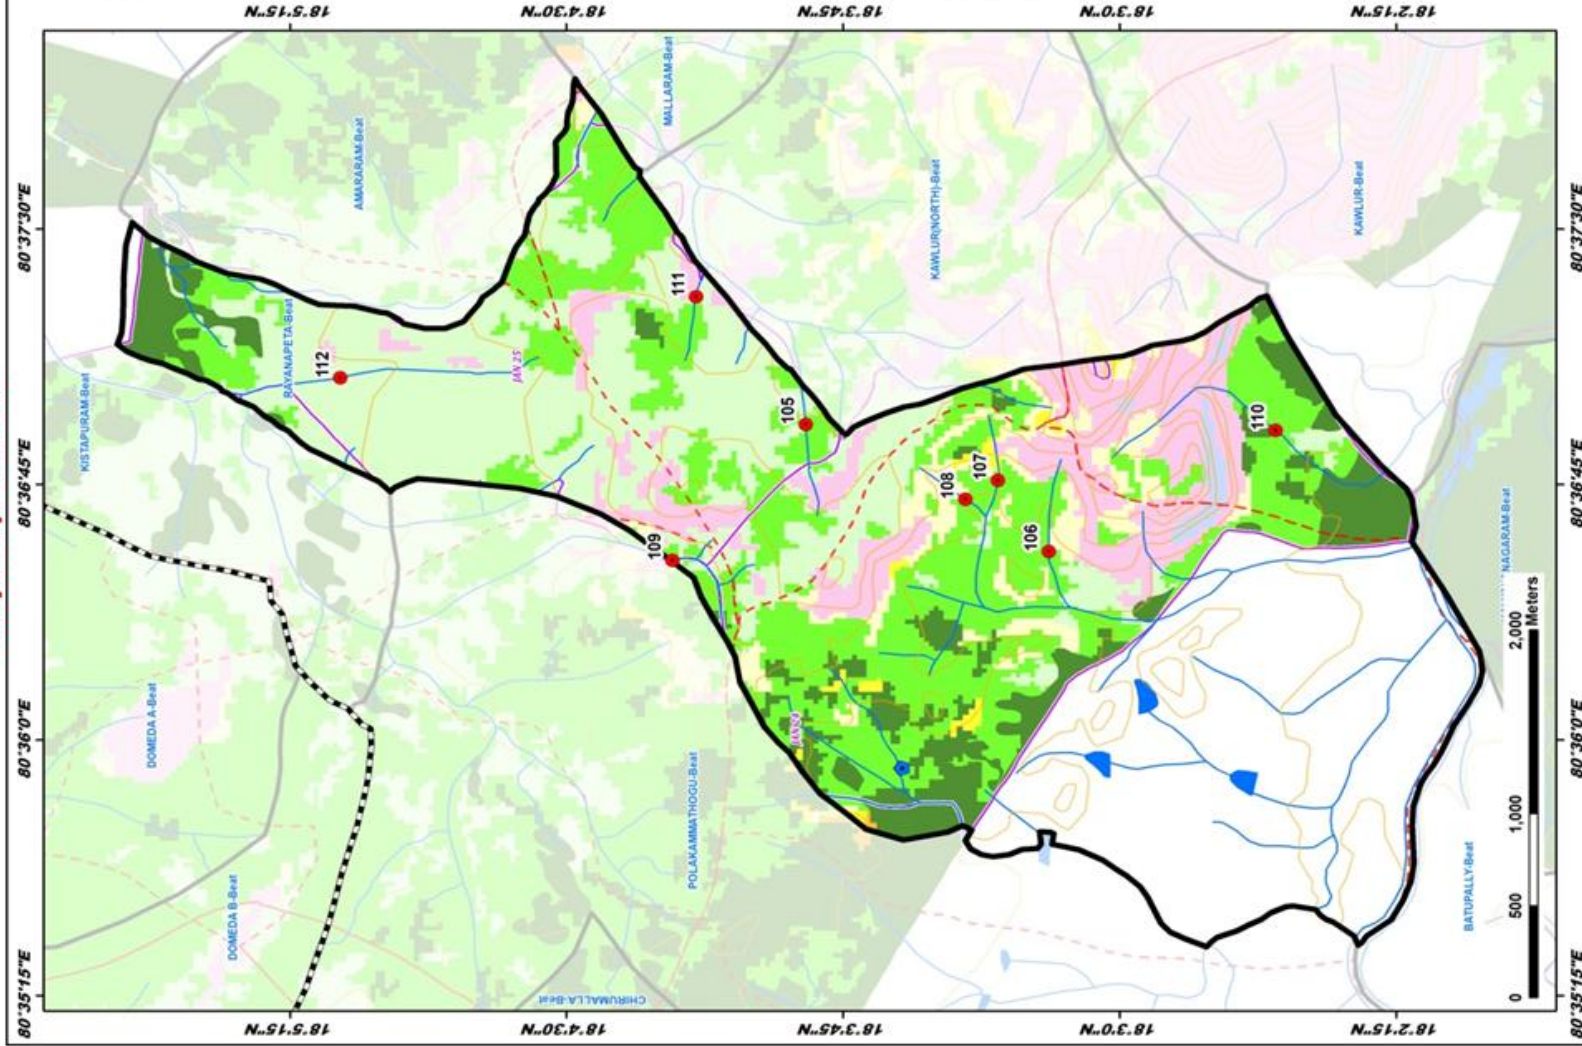 18°5'15"N
18°4'30"N
18°3'45"N
18°3'0"N
18°2'15"N
80°37'30"E
80°36'45"E
80°36'0"E
80°35'15"E
MALLARAM-Beat
AMARARAM-Beat
KAWLUR(NORTH)-Beat
KAWLUR-Beat
RAYANAPETA-Beat
KISTAPURAM-Beat
111
112
JAN 25
105
110
107
108
106
109
NAGARAM-Beat
DOMEDA A-Beat
POLAKAMMATHOGU-Beat
DOMEDA B-Beat
CHIRUMALLA-Beat
BATUPALLY-Beat
0 500 1,000 2,000
Meters
80°37'30"E
80°36'45"E
80°36'0"E
80°35'15"E
18°5'15"N
18°4'30"N
18°3'45"N
18°3'0"N
18°2'15"N